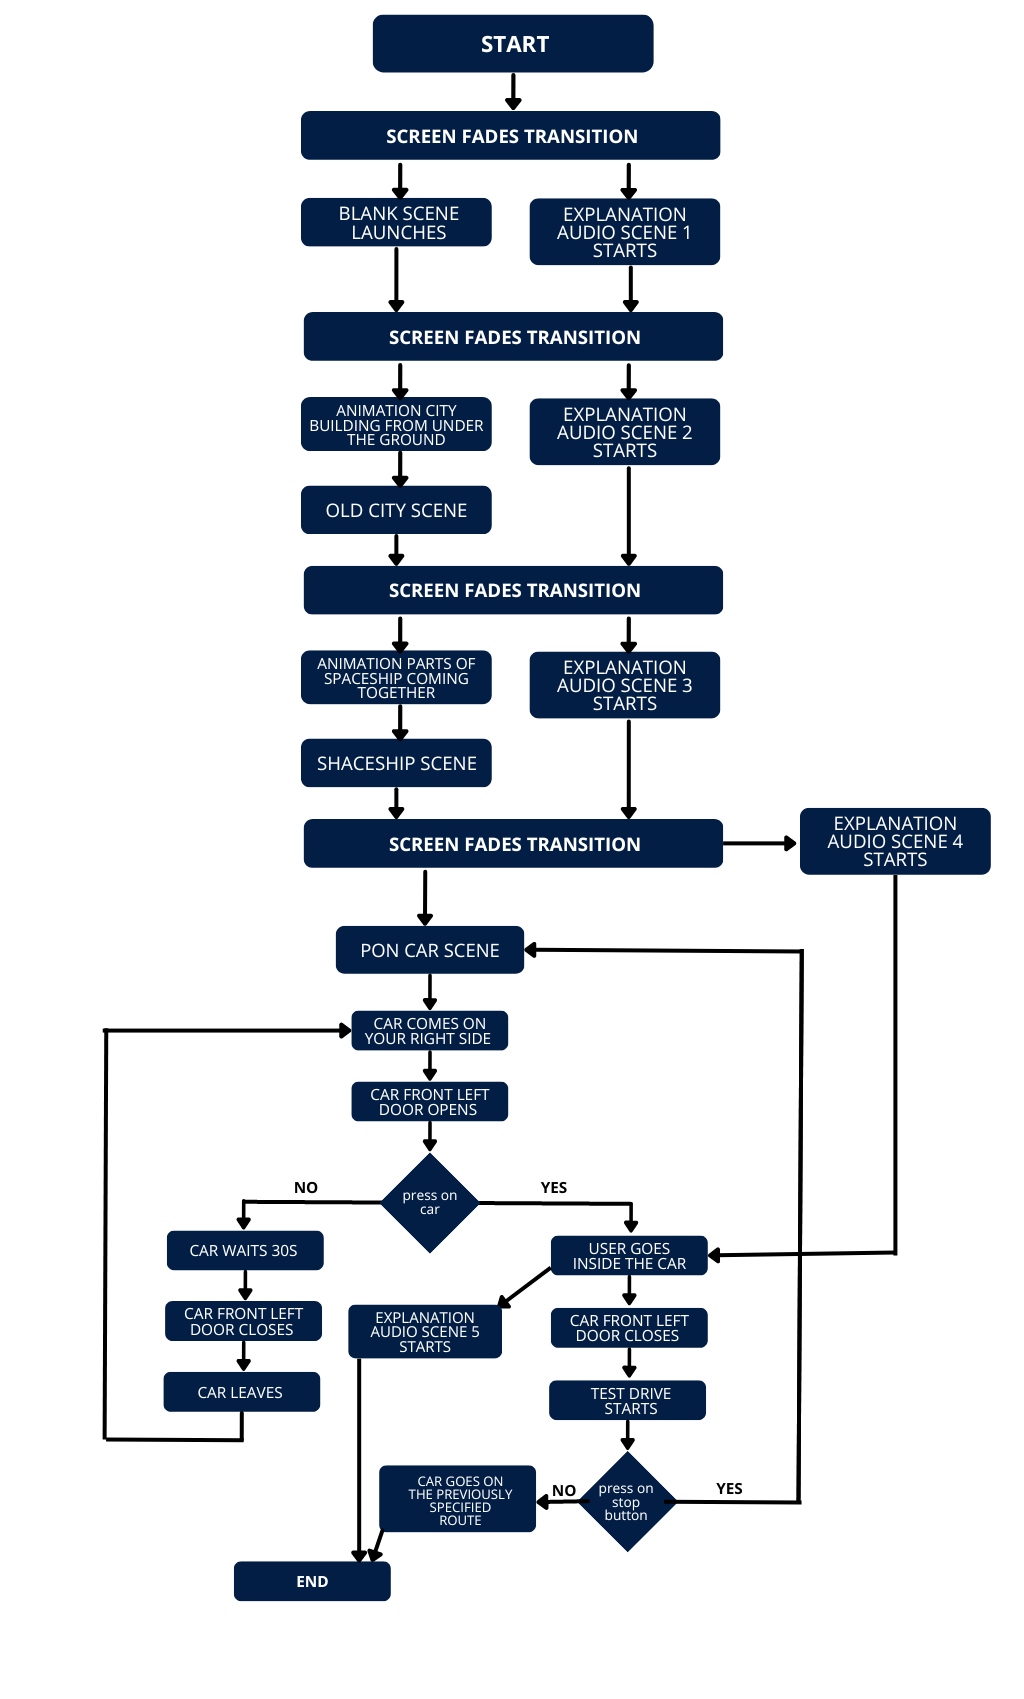 START
SCREEN FADES TRANSITION
BLANK SCENE
LAUNCHES
EXPLANATION
AUDIO SCENE 1
STARTS
SCREEN FADES TRANSITION
ANIMATION CITY
BUILDING FROM UNDER
THE GROUND
EXPLANATION
AUDIO SCENE 2
STARTS
OLD CITY SCENE
SCREEN FADES TRANSITION
ANIMATION PARTS OF
SPACESHIP COMING
TOGETHER
EXPLANATION
AUDIO SCENE 3
STARTS
SHACESHIP SCENE
SCREEN FADES TRANSITION
EXPLANATION
AUDIO SCENE 4
STARTS
PON CAR SCENE
CAR COMES ON
YOUR RIGHT SIDE
CAR FRONT LEFT
DOOR OPENS
press on
car
NO
YES
CAR WAITS 30S
USER GOES
INSIDE THE CAR
CAR FRONT LEFT
DOOR CLOSES
EXPLANATION
AUDIO SCENE 5
STARTS
CAR FRONT LEFT
DOOR CLOSES
CAR LEAVES
TEST DRIVE
STARTS
press on
stop
button
NO
YES
CAR GOES ON
THE PREVIOUSLY
SPECIFIED
ROUTE
END